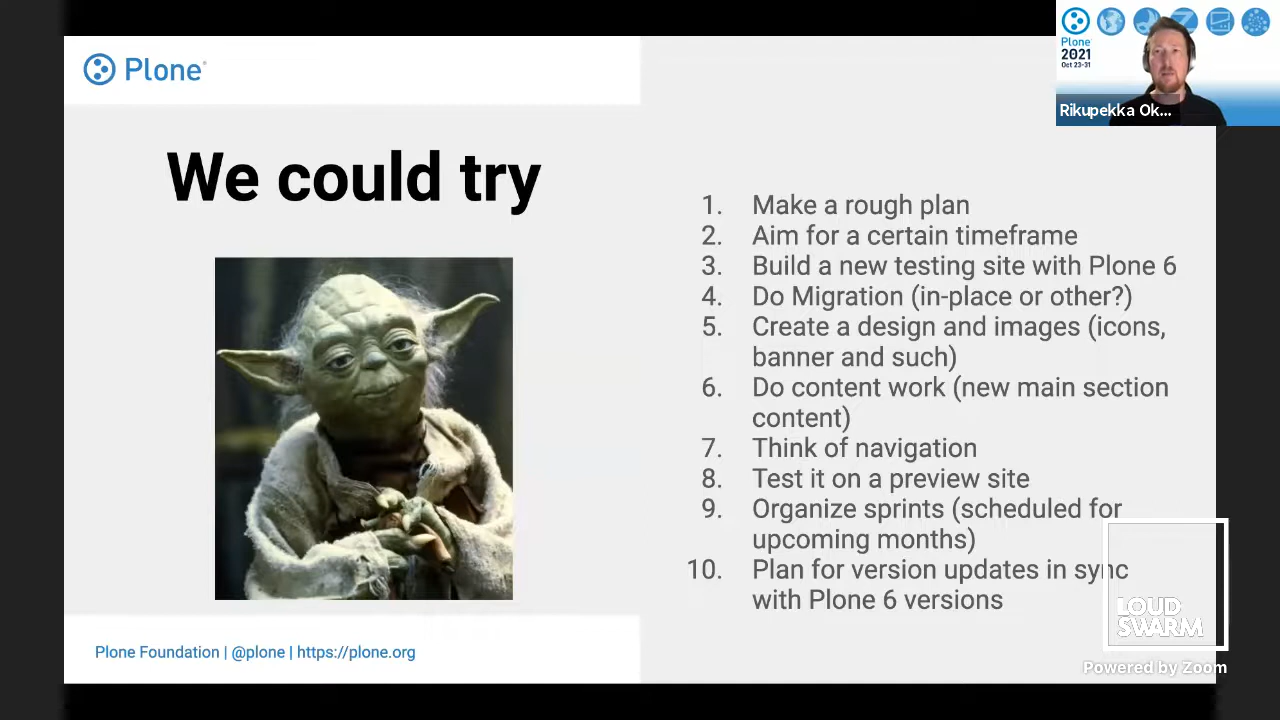 Plone
We could try
1. Make a rough plan
2. Aim for a certain timeframe
3. Build a new testing site with Plone 6
4. Do Migration (in-place or other?)
5. Create a design and images (icons,
banner and such)
6. Do content work (new main section
content)
7. Think of navigation
8. Test it on a preview site
9. Organize sprints (scheduled for
upcoming months)
10. Plan for version updates in sync
with Plone 6 versions
Plone Foundation | @plone | https://plone.org
Plone
2021
Oct 23-31
Rikupekka Ok...
LOUD
SWARM
Powered by Zoom